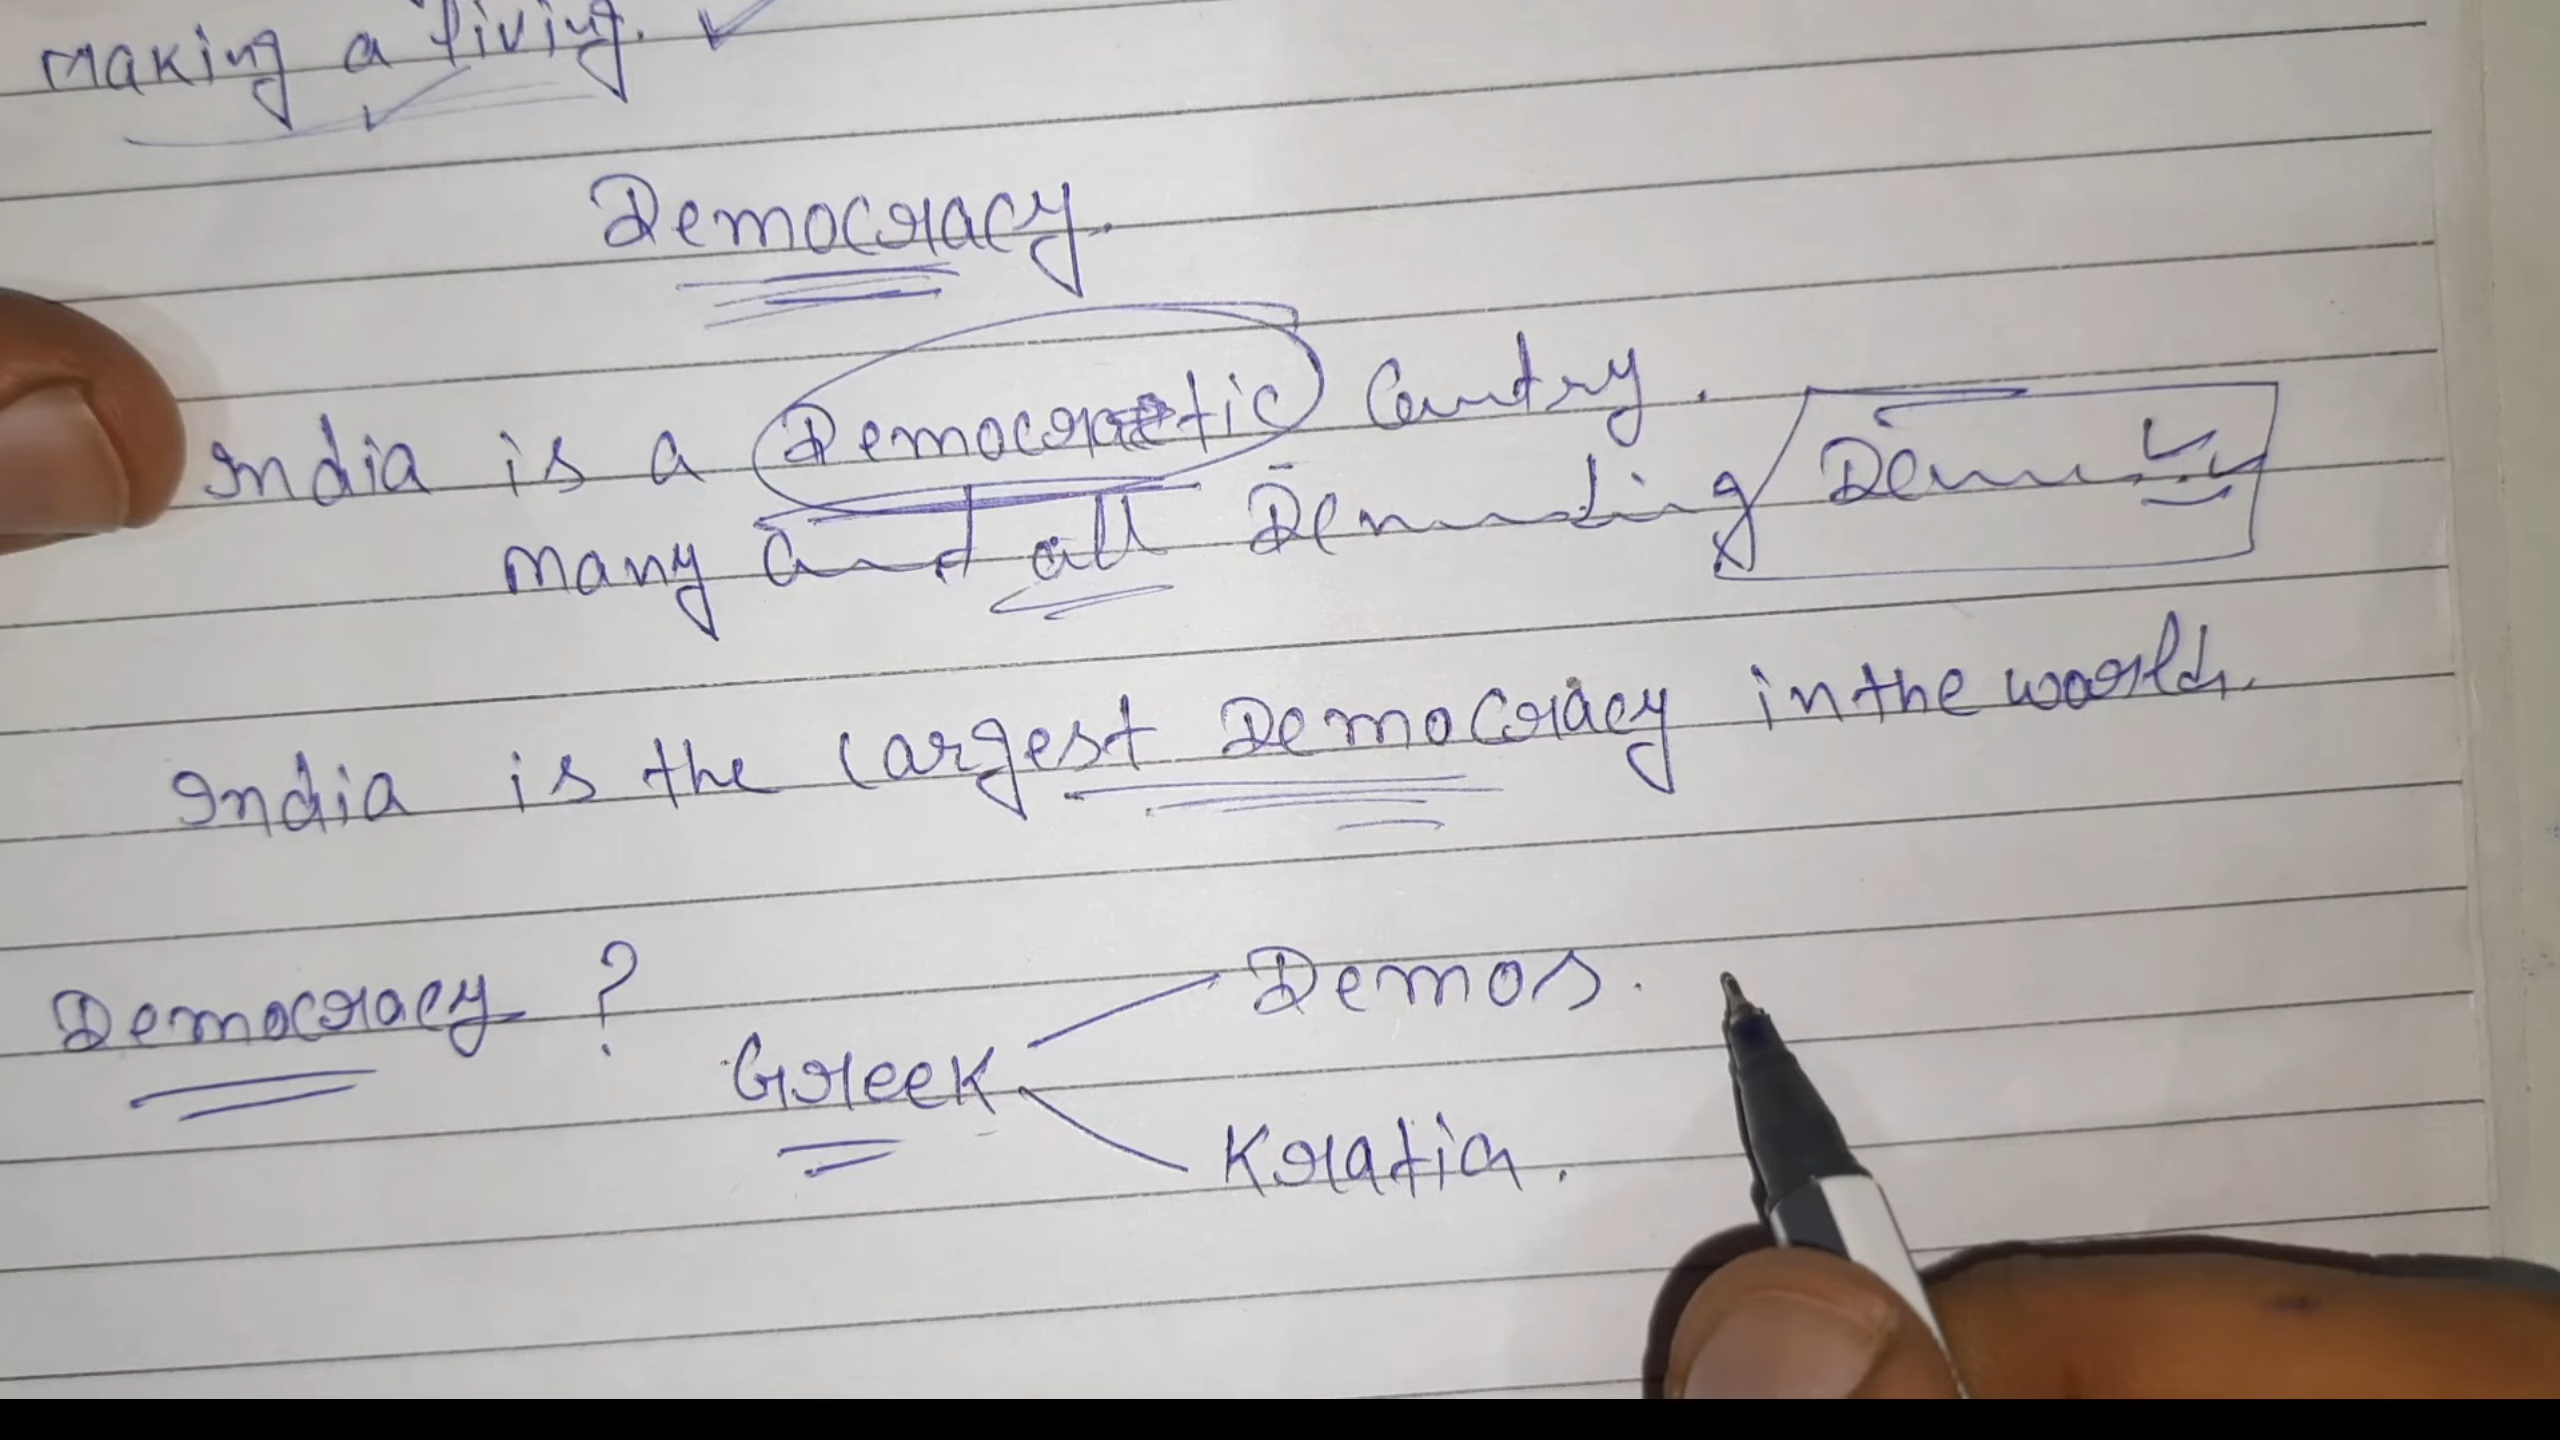 Making a living.
Democracy.
India is a Democratic Country.
many and all
India is the largest Democracy in the world.
Democracy ?
Greek
Demos.
Kratia.